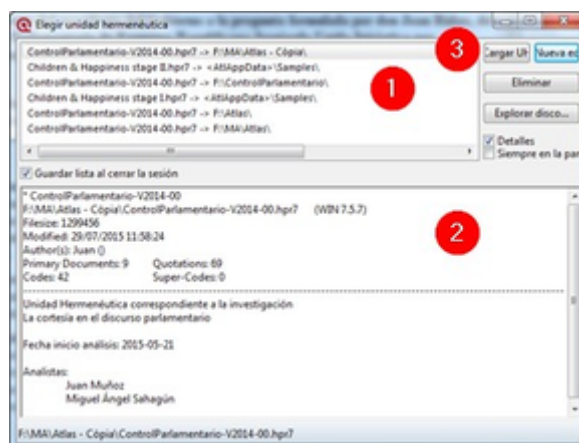 Elegir unidad hermenéutica
ControlParlamentario-V2014-00.hpr7 -> F:\MA\Atlas - Cópia\.
Children & Happiness stage II.hpr7 -> <AtlAppData>\Samples\.
ControlParlamentario-V2014-00.hpr7 -> F:\ControlParlamentario\.
Children & Happiness stage I.hpr7 -> <AtlAppData>\Samples\.
ControlParlamentario-V2014-00.hpr7 -> F:\Atlas\.
ControlParlamentario-V2014-00.hpr7 -> F:\MA\Atlas\.
1
3
Cargar UH
Nueva ed
Eliminar
Explorar disco...
Detalles
Siempre en la par
Guardar lista al cerrar la sesión
* ControlParlamentario-V2014-00
F:\MA\Atlas - Cópia\ControlParlamentario-V2014-00.hpr7 (WIN 7.5.7)
Filesize: 1299456
Modified: 29/07/2015 11:58:24
Author(s): Juan ()
Primary Documents: 9 Quotations: 69
Codes: 42 Super-Codes: 0
2
Unidad Hermenéutica correspondiente a la investigación
La cortesía en el discurso parlamentario
Fecha inicio análisis: 2015-05-21
Analistas:
Juan Muñoz
Miguel Ángel Sahagún
F:\MA\Atlas - Cópia\ControlParlamentario-V2014-00.hpr7